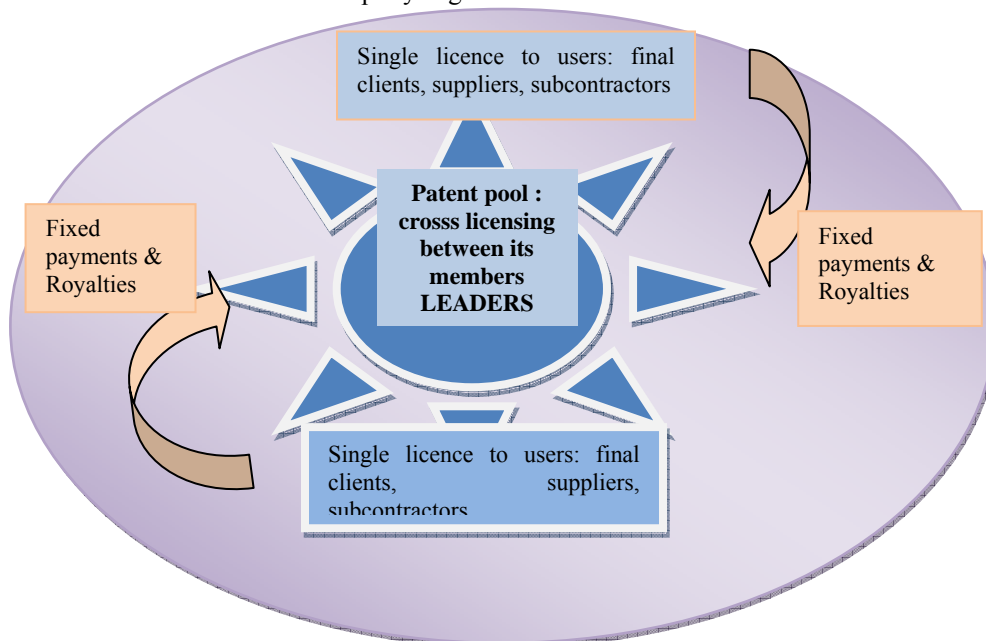 Single licence to users: final
clients, suppliers, subcontractors
Patent pool :
crosss licensing
between its
members
LEADERS
Fixed
payments &
Royalties
Fixed
payments &
Royalties
Single licence to users: final
clients, suppliers,
subcontractors